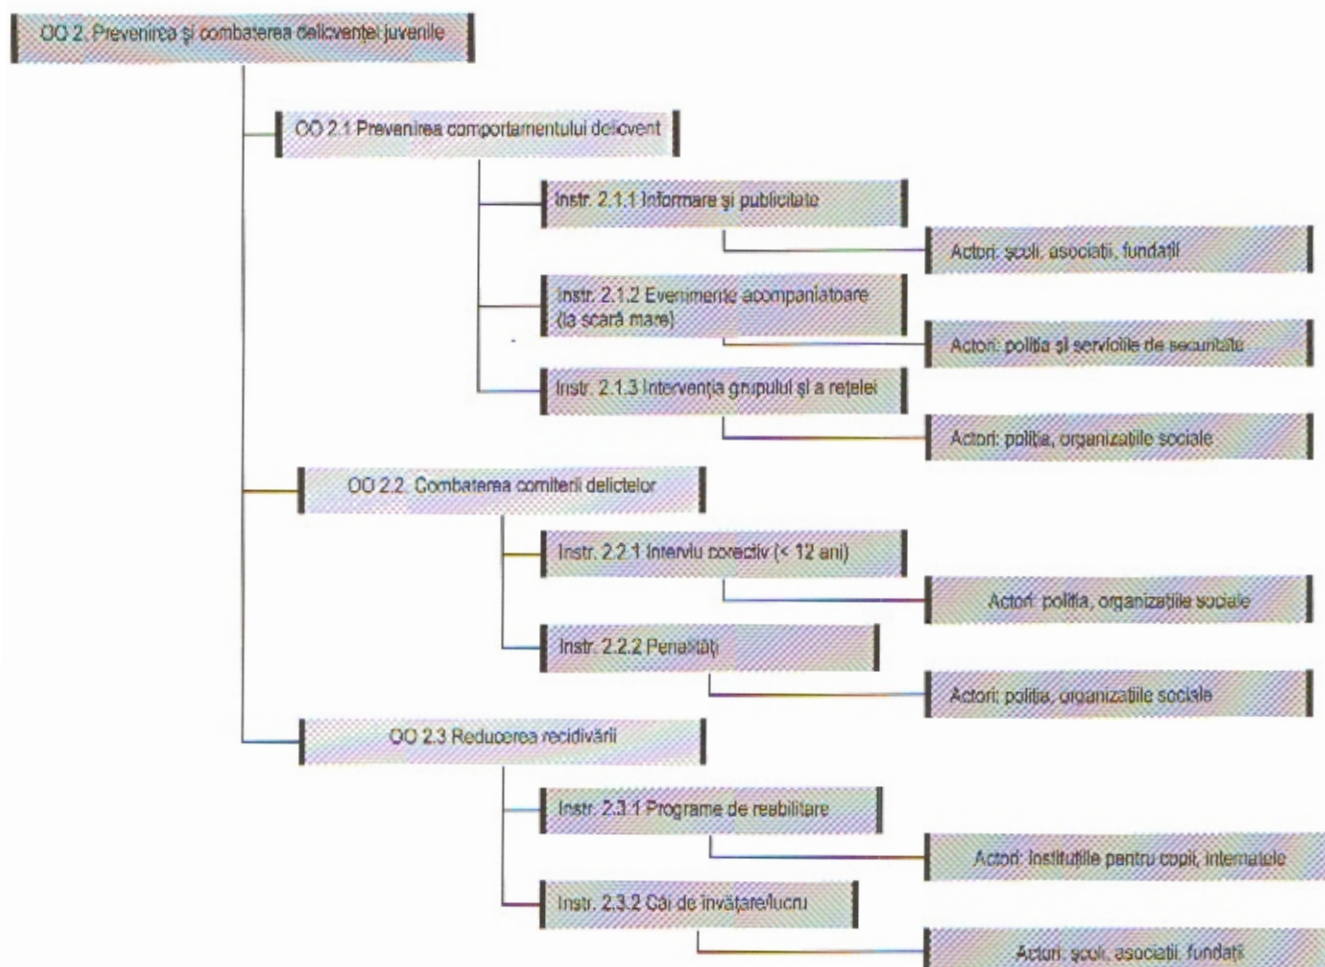 OO 2. Prevenirea și combaterea delicvenței juvenile
OO 2.1 Prevenirea comportamentului delicvent
Instr. 2.1.1 Informare și publicitate
Actori: școli, asociații, fundații
Instr. 2.1.2 Evenimente acompaniatoare
(la scară mare)
Actori: poliția și serviciile de securitate
Instr. 2.1.3 Intervenția grupului și a rețelei
Actori: poliția, organizațiile sociale
OO 2.2. Combaterea comiterii delictelor
Instr. 2.2.1 Interviu corectiv (< 12 ani)
Actori: poliția, organizațiile sociale
Instr. 2.2.2 Penalități
Actori: poliția, organizațiile sociale
OO 2.3 Reducerea recidivării
Instr. 2.3.1 Programe de reabilitare
Actori: instituțiile pentru copii, internatele
Instr. 2.3.2 Căi de învățare/lucru
Actori: școli, asociații, fundații